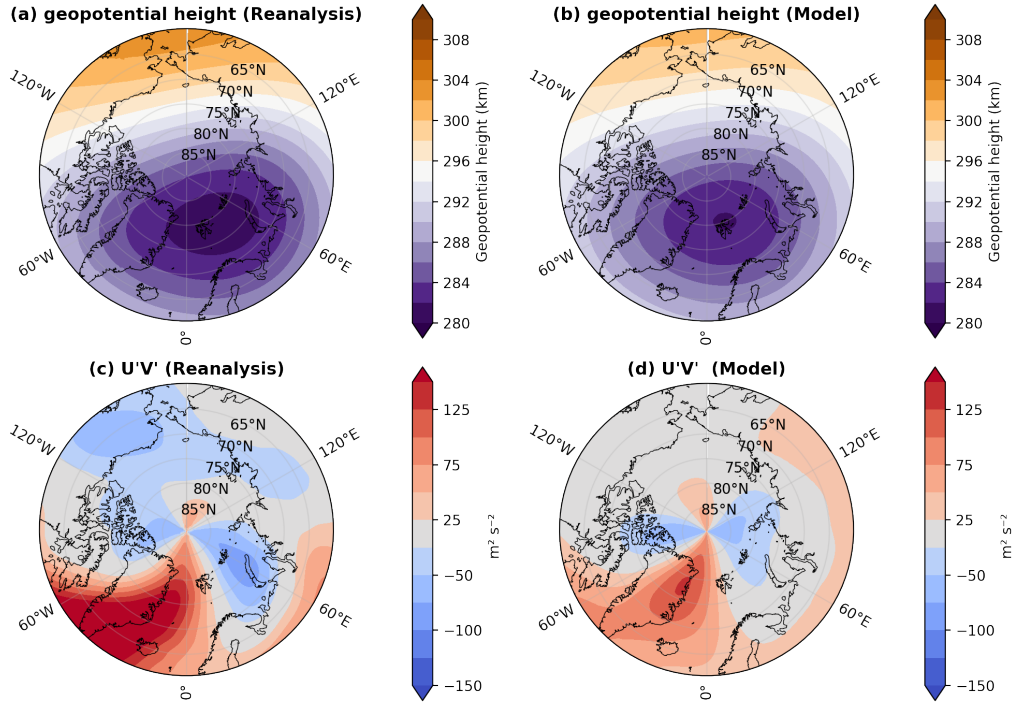 (a) geopotential height (Reanalysis)
120°W
65°N
70°N
75°N
80°N
85°N
120°E
60°W
60°E
0°
308
304
300
296
292
288
284
280
Geopotential height (km)
(b) geopotential height (Model)
120°W
65°N
70°N
75°N
80°N
85°N
120°E
60°W
60°E
0°
308
304
300
296
292
288
284
280
Geopotential height (km)
(c) U'V' (Reanalysis)
120°W
65°N
70°N
75°N
80°N
85°N
120°E
60°W
60°E
0°
125
75
25
−50
−100
−150
m² s⁻²
(d) U'V' (Model)
120°W
65°N
70°N
75°N
80°N
85°N
120°E
60°W
60°E
0°
125
75
25
−50
−100
−150
m² s⁻²